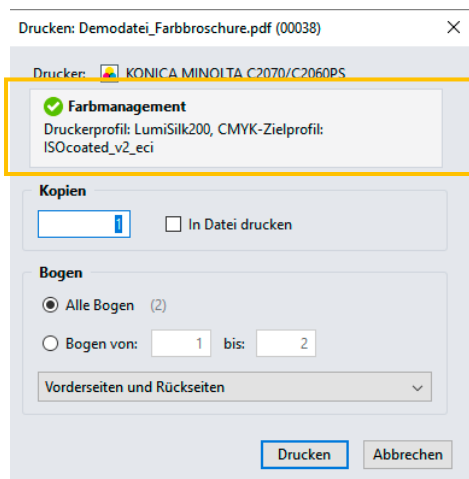 Drucker: Demodatei_Farbbroschure.pdf (00038)
Drucker: KONICA MINOLTA C2070/C2060PS
Farbmanagement
Druckerprofil: LumiSilk200, CMYK-Zielprofil:
ISOcoated_v2_eci
Kopien
1 In Datei drucken
Bogen
Alle Bogen (2)
Bogen von: 1 bis: 2
Vorderseiten und Rückseiten
Drucken Abbrechen